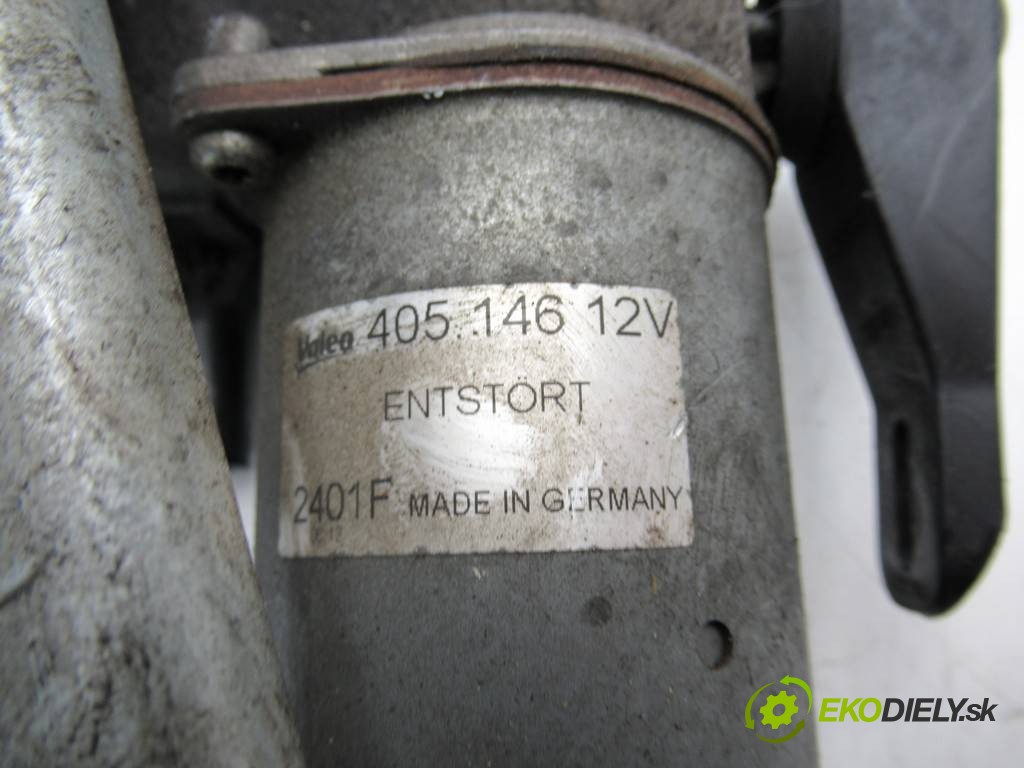 Valeo 405.146 12V
ENTSTÖRT
2401F MADE IN GERMANY
EKODIELY.sk